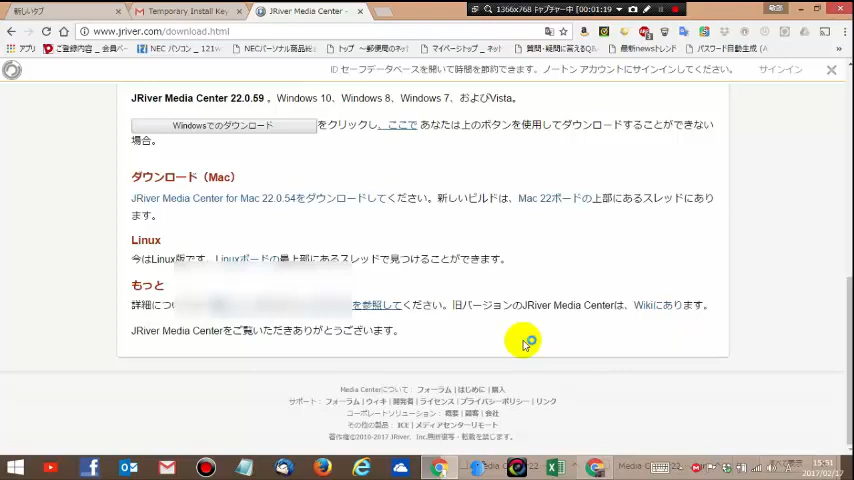 新しいタブ
Temporary Install Key
JRiver Media Center -
1366x768 キャプチャー中 00:01:19
敏郎
www.jriver.com/download.html
アプリ
ご登録内容_会員ペー
NEC パソコン_121w
NECパーソナル商品総
トップ ～郵便局のネット
マイページトップ_ネット
質問・疑問に答えるQ&
最新newsトレンド
パスワード自動生成 (A
ID セーフデータベースを開いて時間を節約できます。ノートン アカウントにサインインしてください。
サインイン
JRiver Media Center 22.0.59 。Windows 10、Windows 8、Windows 7、およびVista。
Windowsでのダウンロード をクリックし、ここで あなたは上のボタンを使用してダウンロードすることができない
場合。
ダウンロード（Mac）
JRiver Media Center for Mac 22.0.54をダウンロードしてください。新しいビルドは、Mac 22ボードの上部にあるスレッドにあり
ます。
Linux
今はLinux版です。Linuxボードの最上部にあるスレッドで見つけることができます。
もっと
詳細につ
を参照してください。旧バージョンのJRiver Media Centerは、Wikiにあります。
JRiver Media Centerをご覧いただきありがとうございます。
Media Centerについて： フォーラム | はじめに | 購入
サポート： フォーラム | ウィキ | 開発者 | ライセンス | プライバシーポリシー | リンク
コーポレートソリューション： 概要 | 顧客 | 会社
その他の製品： ICE | メディアセンターリモート
著作権©2010-2017 JRiver、Inc.無断複写・転載を禁じます。
15:51
2017/02/17